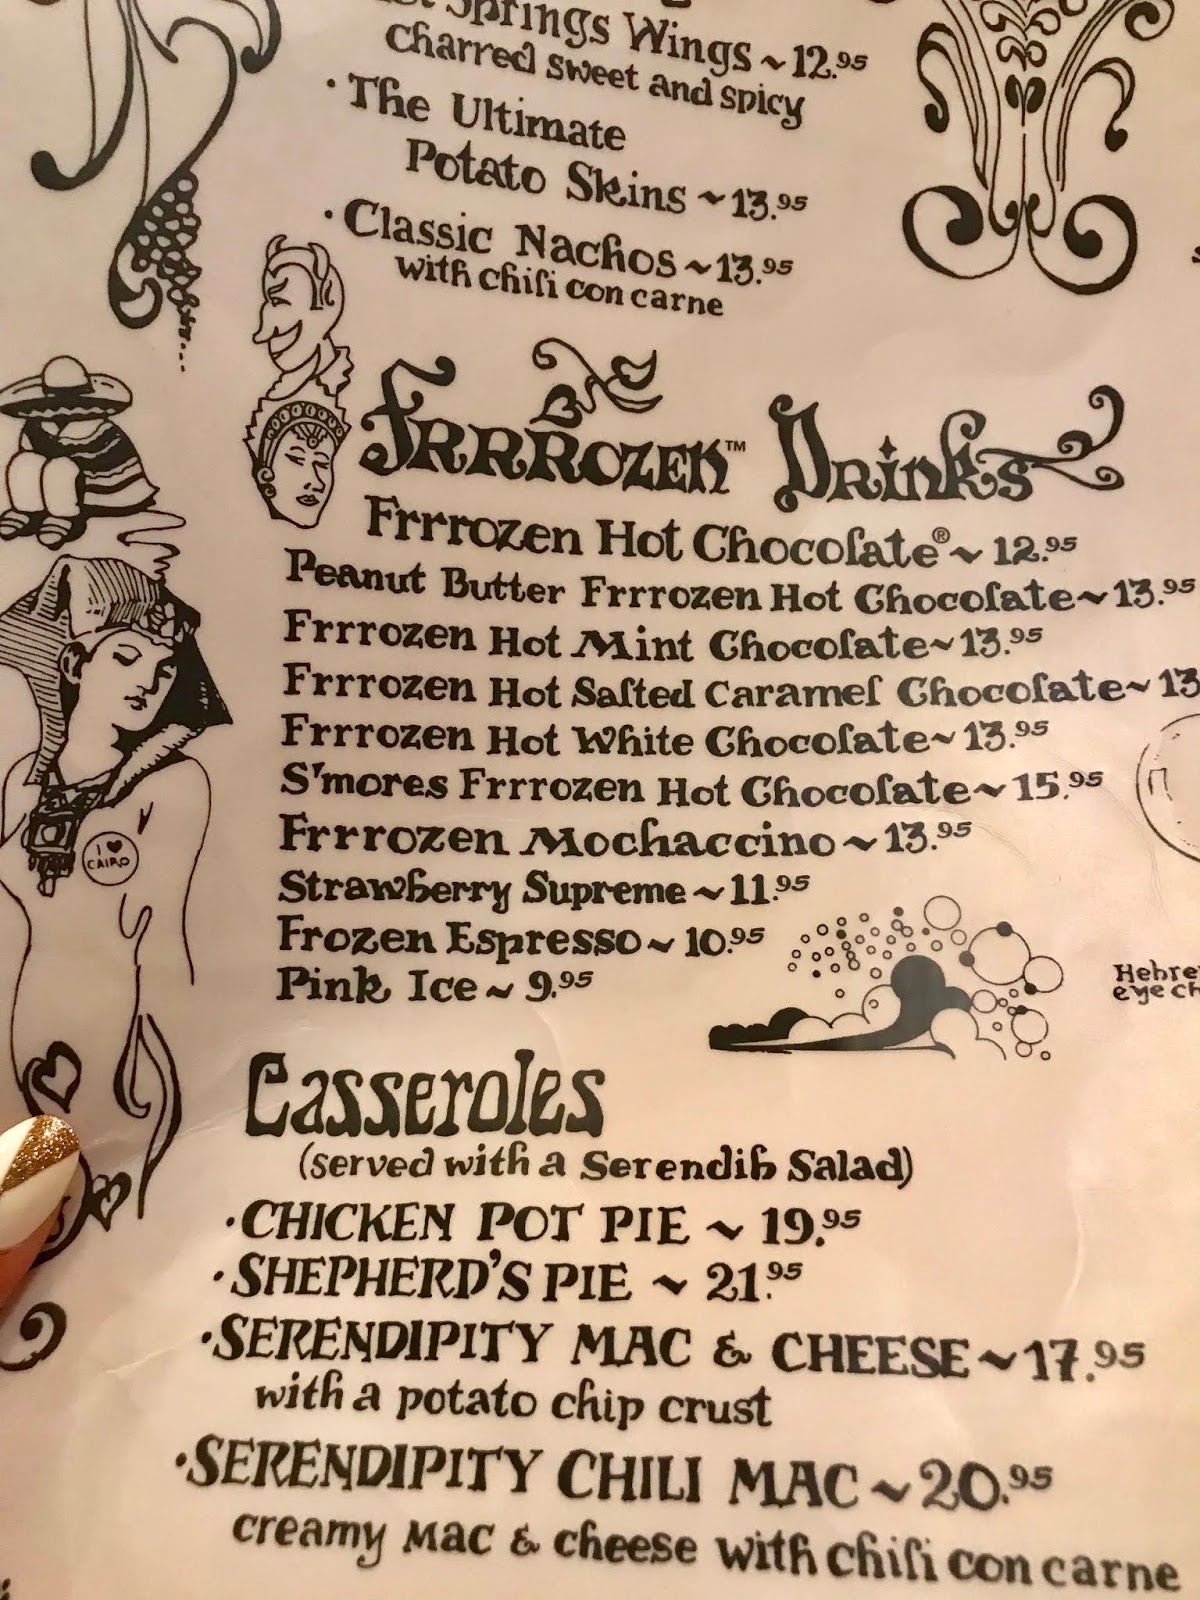 Springs Wings ~ 12.95
charred sweet and spicy
· The Ultimate
Potato Skins ~ 13.95
· Classic Nachos ~ 13.95
with chili con carne
FRRROZEN™ Drinks
Frrrozen Hot Chocolate® ~ 12.95
Peanut Butter Frrrozen Hot Chocolate ~ 13.95
Frrrozen Hot Mint Chocolate ~ 13.95
Frrrozen Hot Salted Caramel Chocolate ~ 13
Frrrozen Hot White Chocolate ~ 13.95
S'mores Frrrozen Hot Chocolate ~ 15.95
Frrrozen Mochaccino ~ 13.95
I ♥
CAIRO
Strawberry Supreme ~ 11.95
Frozen Espresso ~ 10.95
Pink Ice ~ 9.95
Casseroles
(served with a Serendib Salad)
· CHICKEN POT PIE ~ 19.95
· SHEPHERD'S PIE ~ 21.95
· SERENDIPITY MAC & CHEESE ~ 17.95
with a potato chip crust
· SERENDIPITY CHILI MAC ~ 20.95
creamy mac & cheese with chili con carne